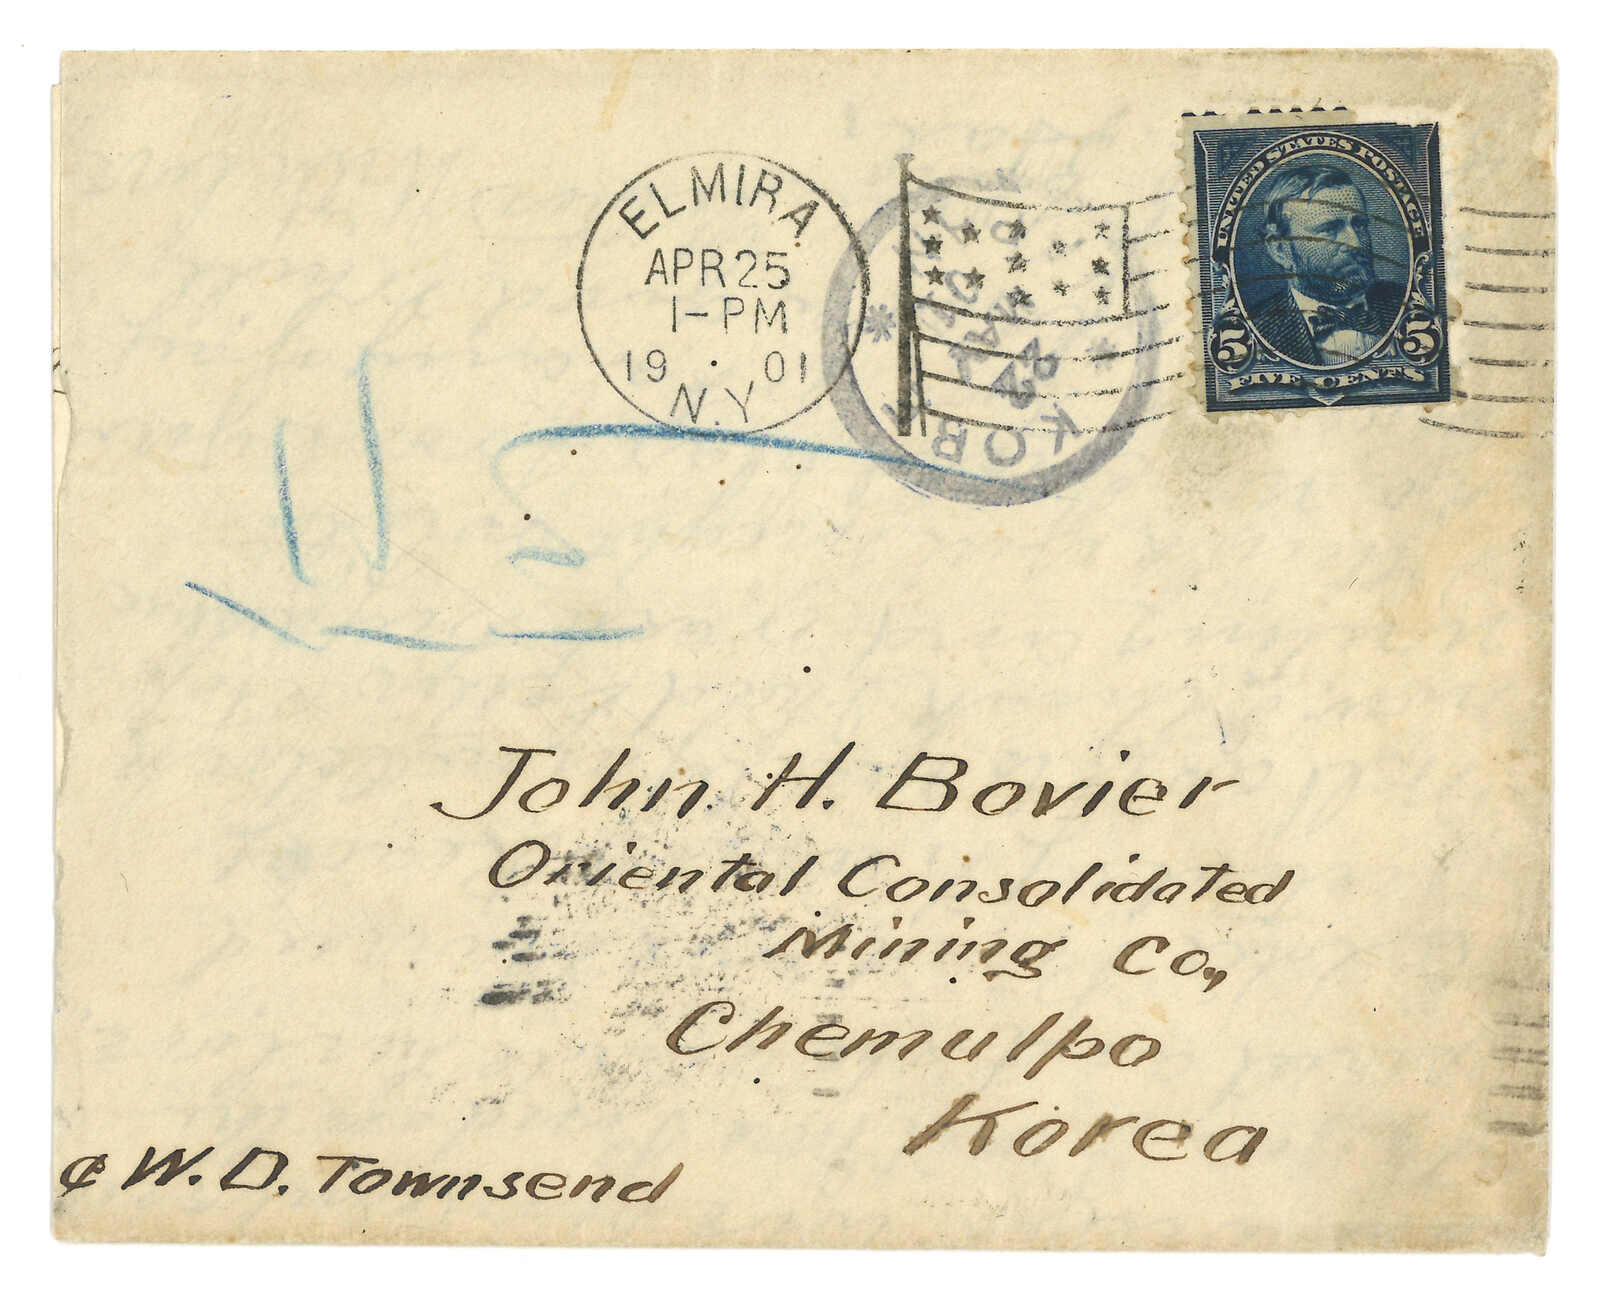 ELMIRA
APR 25
1-PM
19 · 01
N.Y.
UNITED STATES POSTAGE
5 5
FIVE CENTS
John H. Bovier
Oriental Consolidated
Mining Co,,
Chemulpo
Korea
¢ W. D. Townsend